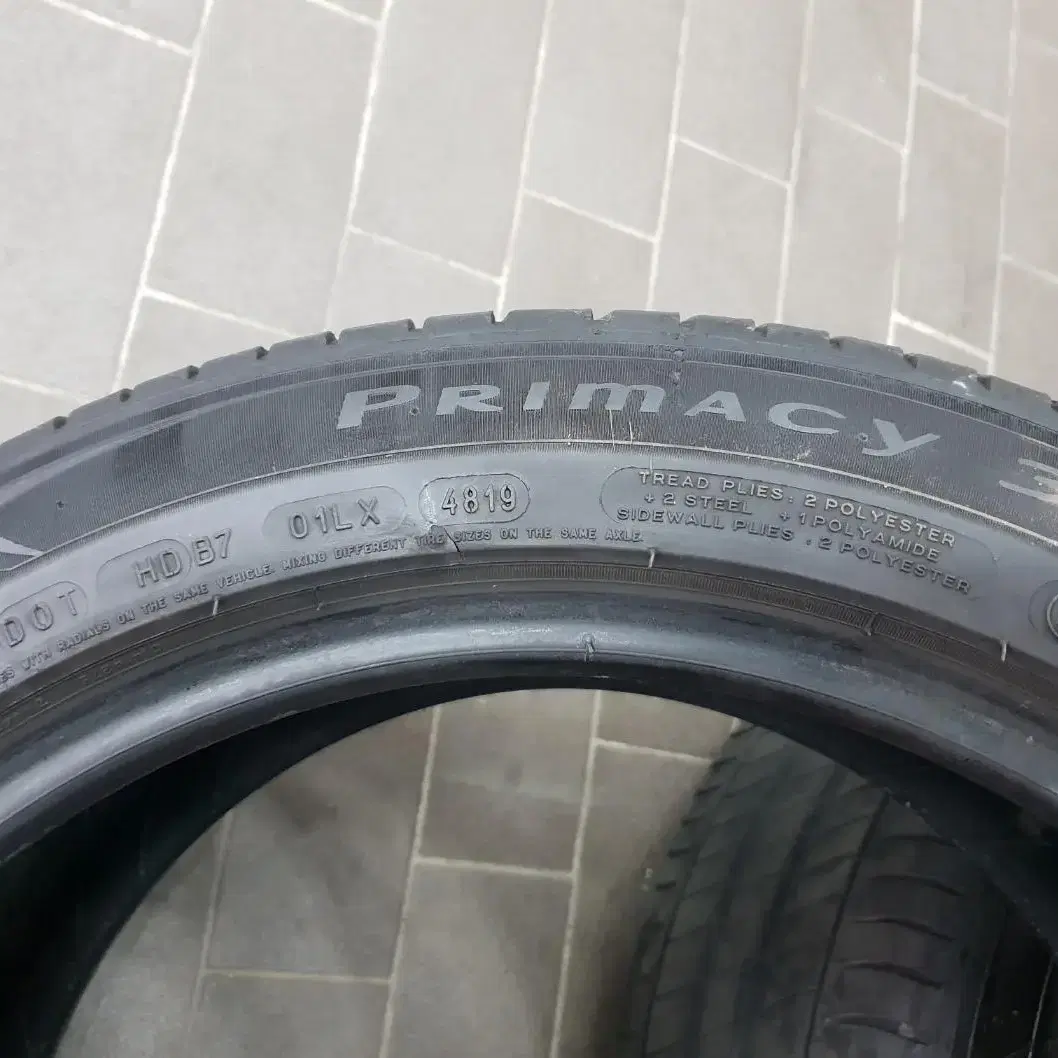 PRIMACY 3
DOT HD B7 01LX 4819
TREAD PLIES : 2 POLYESTER
+ 2 STEEL + 1 POLYAMIDE
SIDEWALL PLIES : 2 POLYESTER
WITH RADIALS ON THE SAME VEHICLE. MIXING DIFFERENT TIRE SIZES ON THE SAME AXLE.